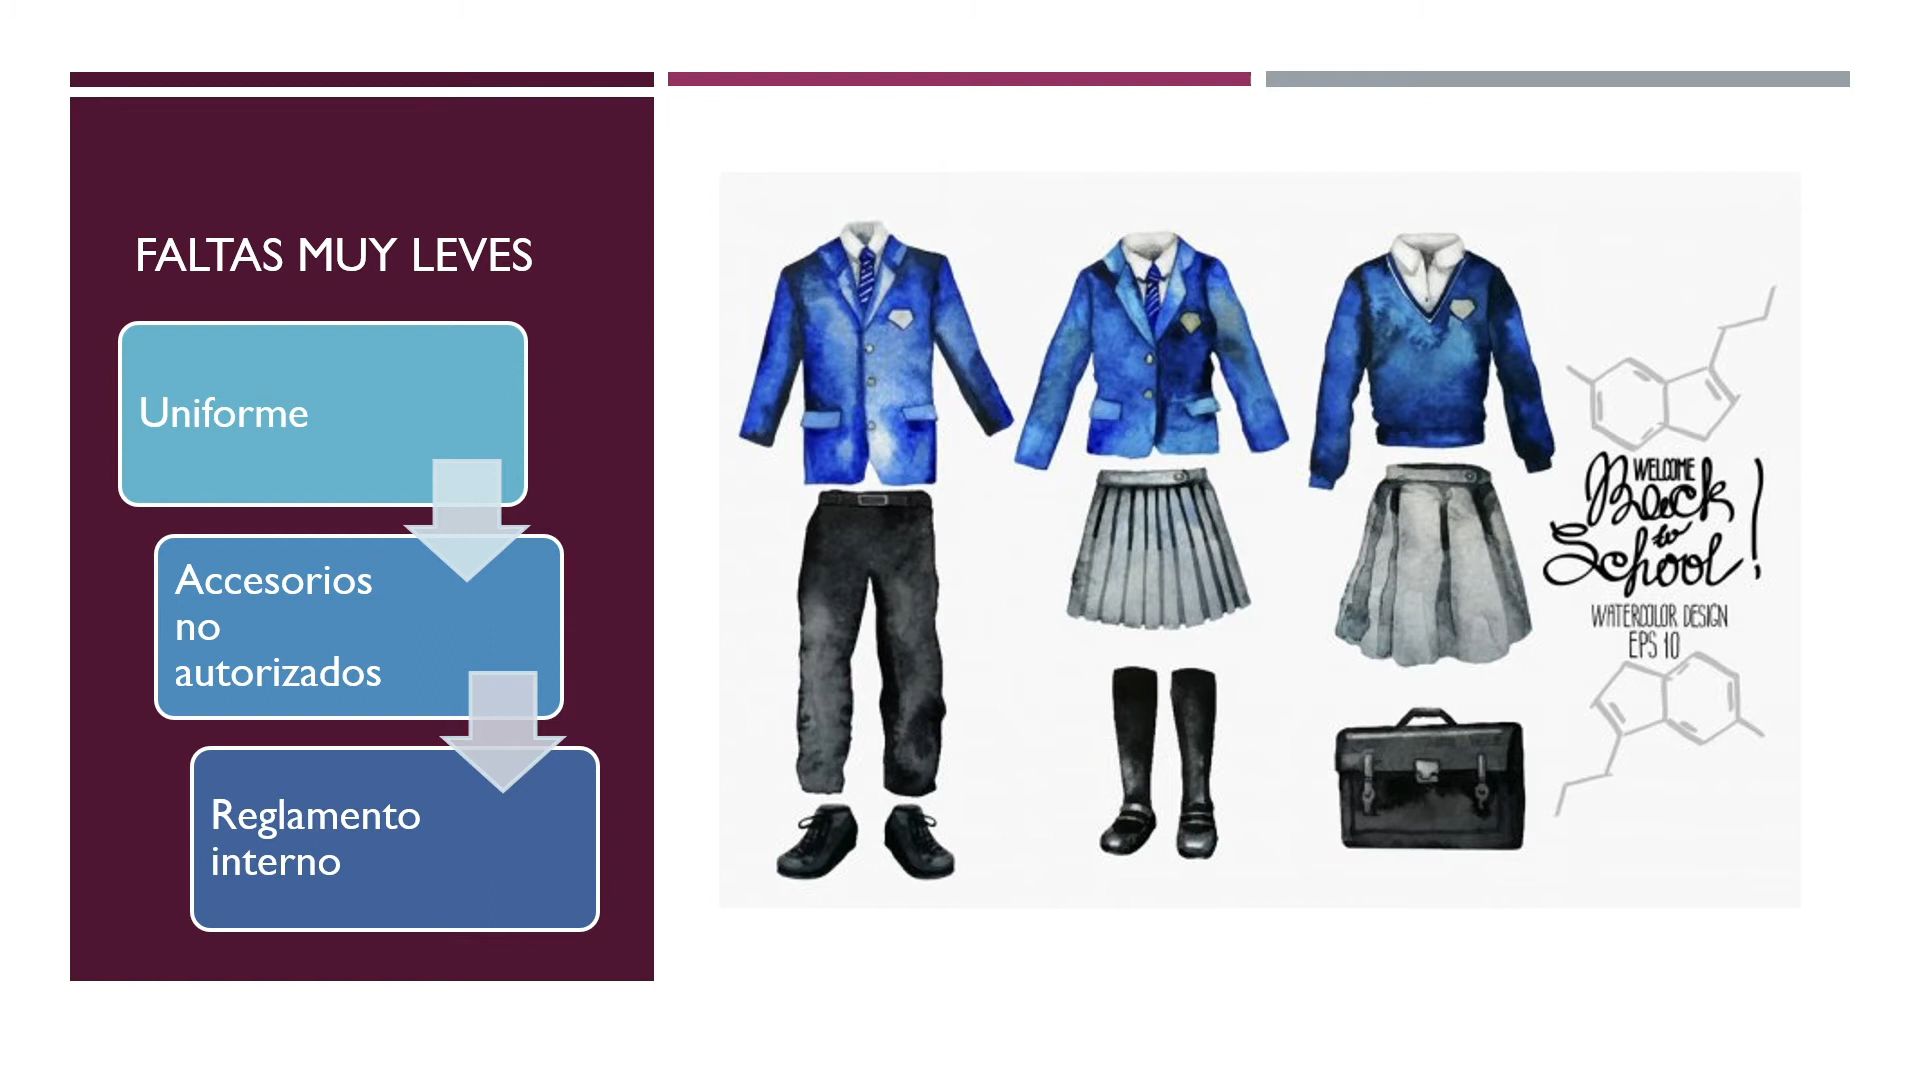 FALTAS MUY LEVES
Uniforme
Accesorios
no
autorizados
Reglamento
interno
WELCOME
Back
to
School!
WATERCOLOR DESIGN
EPS 10